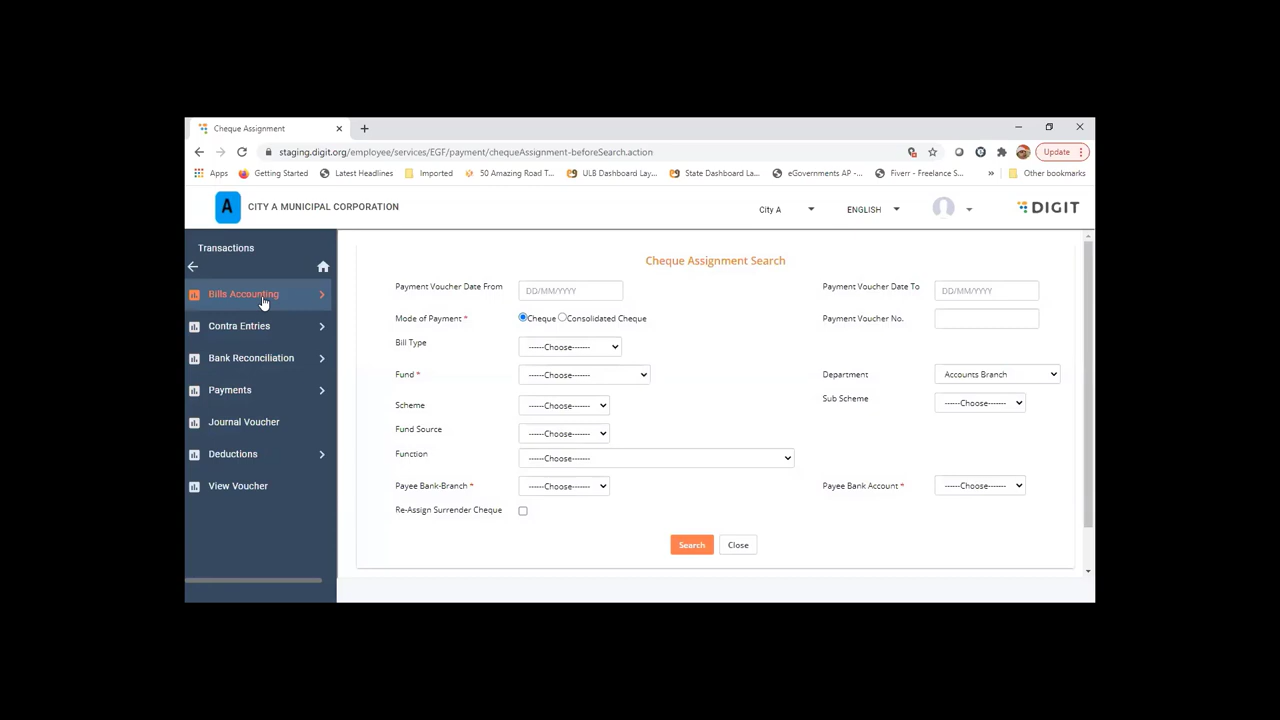 Cheque Assignment
staging.digit.org/employee/services/EGF/payment/chequeAssignment-beforeSearch.action
Update
Apps Getting Started Latest Headlines Imported 50 Amazing Road T... ULB Dashboard Lay... State Dashboard La... eGovernments AP -... Fiverr - Freelance S... » Other bookmarks
A CITY A MUNICIPAL CORPORATION City A ENGLISH DIGIT
Transactions
Bills Accounting
Contra Entries
Bank Reconciliation
Payments
Journal Voucher
Deductions
View Voucher
Cheque Assignment Search
Payment Voucher Date From DD/MM/YYYY Payment Voucher Date To DD/MM/YYYY
Mode of Payment * Cheque Consolidated Cheque Payment Voucher No.
Bill Type ------Choose-------
Fund * ------Choose------- Department Accounts Branch
Scheme ------Choose------- Sub Scheme ------Choose-------
Fund Source ------Choose-------
Function ------Choose-------
Payee Bank-Branch * ------Choose------- Payee Bank Account * ------Choose-------
Re-Assign Surrender Cheque
Search Close